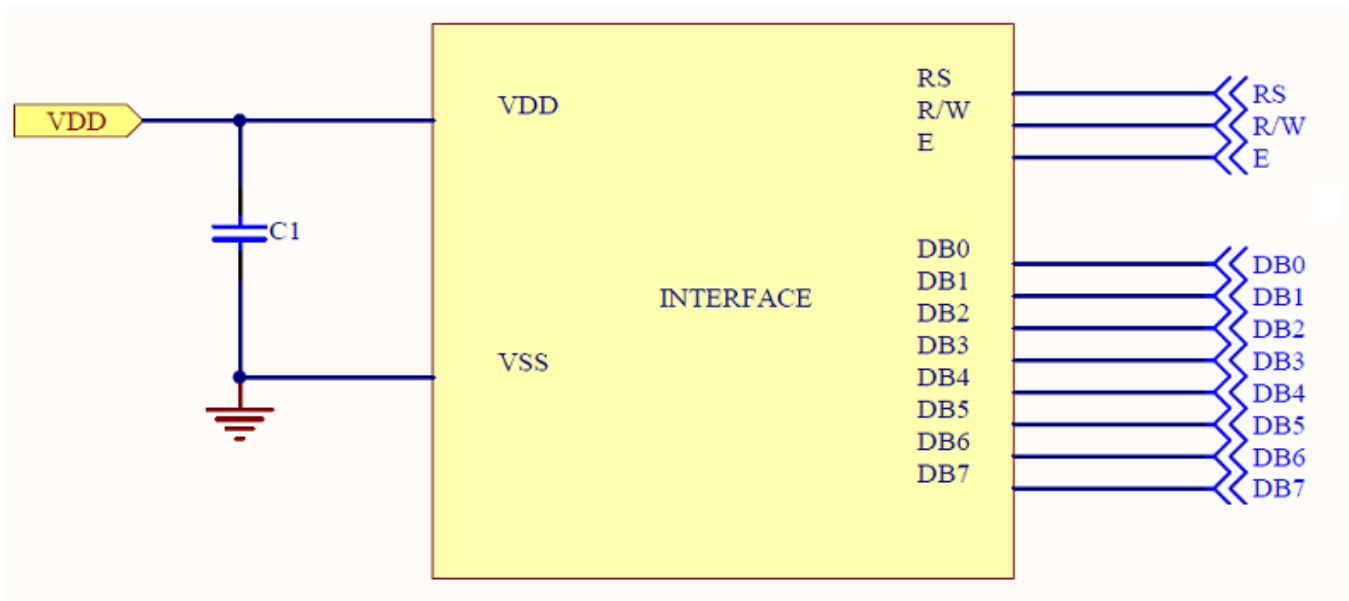 VDD
C1
VDD
VSS
INTERFACE
RS
R/W
E
DB0
DB1
DB2
DB3
DB4
DB5
DB6
DB7
RS
R/W
E
DB0
DB1
DB2
DB3
DB4
DB5
DB6
DB7